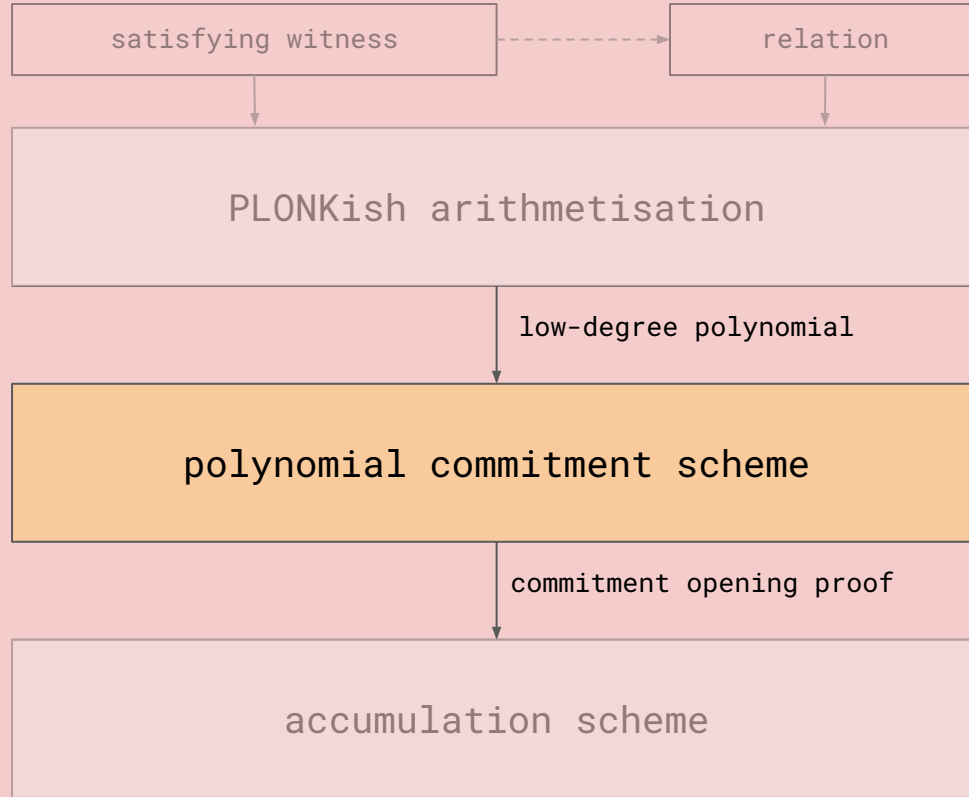 satisfying witness
relation
PLONKish arithmetisation
low-degree polynomial
polynomial commitment scheme
commitment opening proof
accumulation scheme